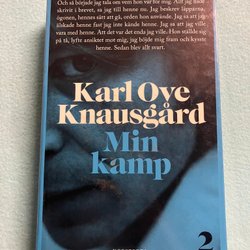 Och så började jag tala om vem hon var för mig. Allt jag hade
skrivit i brevet, sa jag till henne nu. Jag beskrev läpparna,
ögonen, hennes sätt att gå, orden hon använde. Jag sa att jag
älskade henne fast jag inte kände henne. Jag sa att jag ville
vara med henne. Att det var det enda jag ville. Hon ställde sig
på tå, lyfte ansiktet mot mig, jag böjde mig fram och kysste
henne. Sedan blev allt svart.
Karl Ove
Knausgård
Min
kamp
2